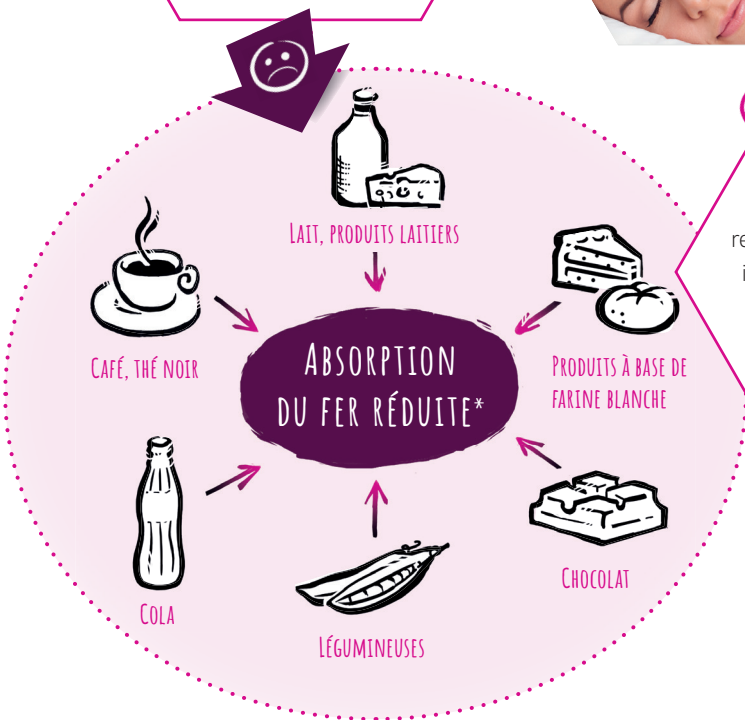 Lait, produits laitiers
Café, thé noir
Absorption
du fer réduite*
Produits à base de
farine blanche
Cola
Légumineuses
Chocolat